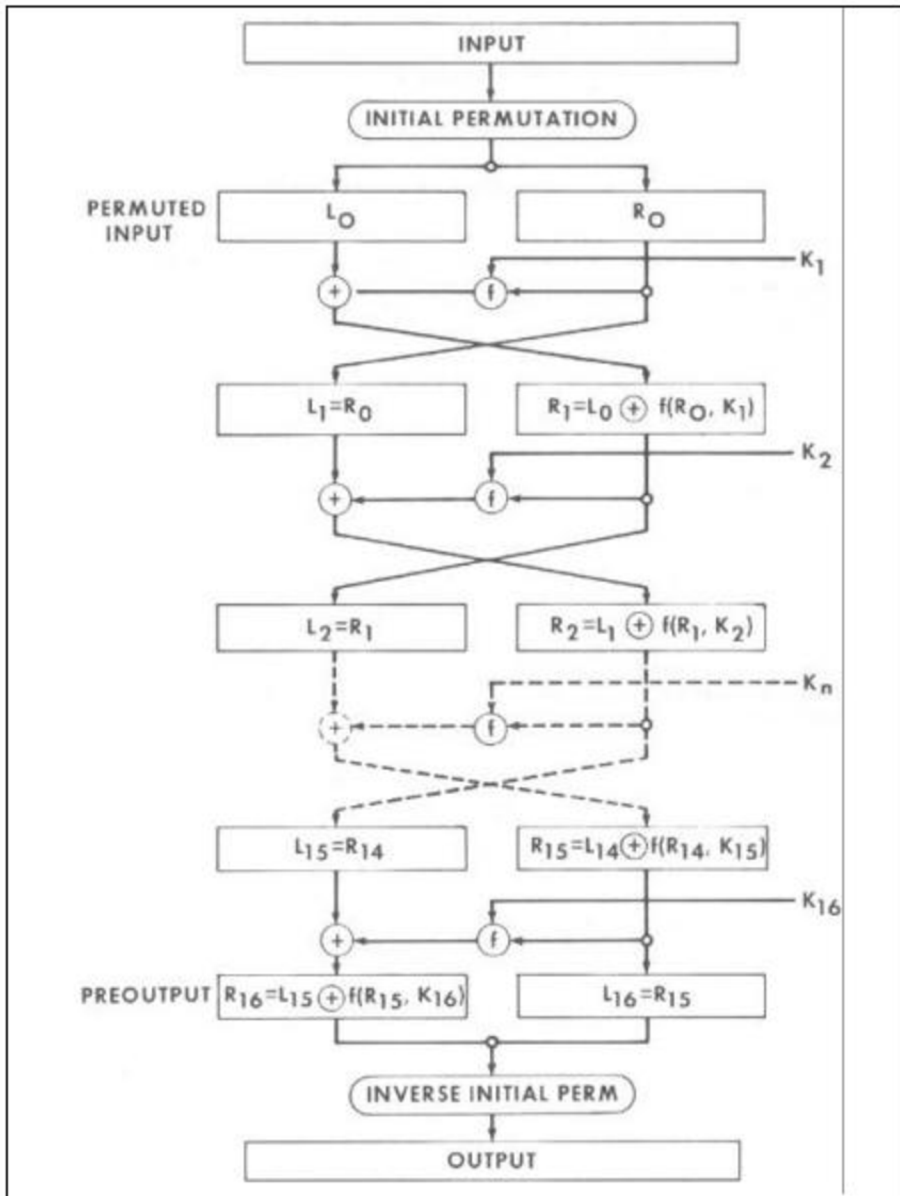 INPUT
INITIAL PERMUTATION
PERMUTED
INPUT
L₀
R₀
K₁
+
f
L₁=R₀
R₁=L₀ ⊕ f(R₀, K₁)
K₂
+
f
L₂=R₁
R₂=L₁ ⊕ f(R₁, K₂)
Kₙ
+
f
L₁₅=R₁₄
R₁₅=L₁₄⊕f(R₁₄, K₁₅)
K₁₆
+
f
PREOUTPUT
R₁₆=L₁₅⊕f(R₁₅, K₁₆)
L₁₆=R₁₅
INVERSE INITIAL PERM
OUTPUT